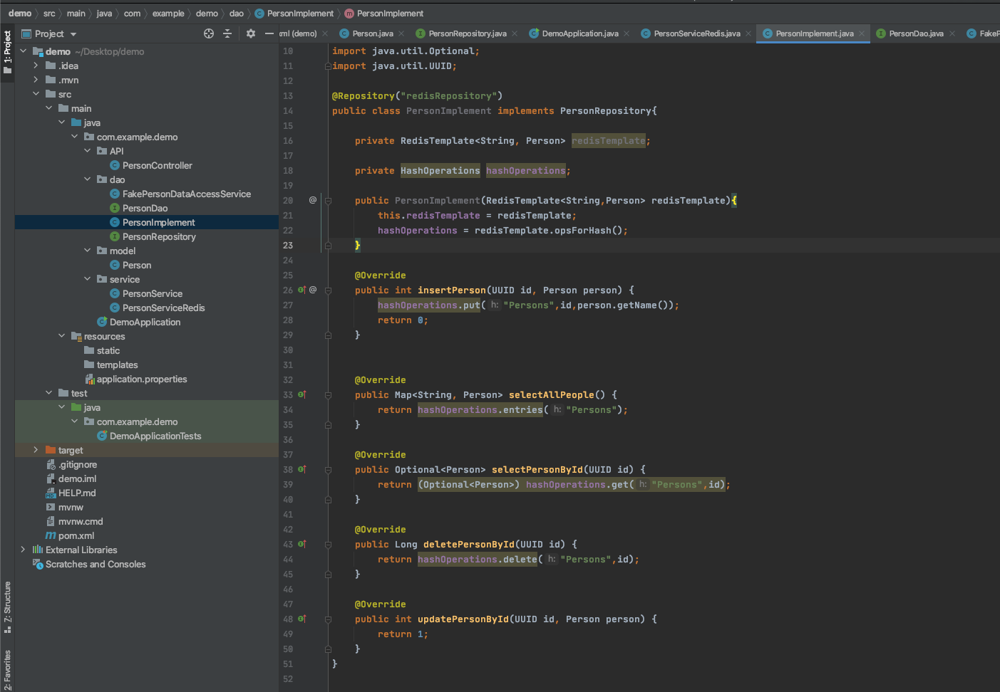 demo src main java com example demo dao PersonImplement PersonImplement
1: Project
Project
xml (demo) Person.java PersonRepository.java DemoApplication.java PersonServiceRedis.java PersonImplement.java PersonDao.java FakeP
demo ~/Desktop/demo
.idea
.mvn
src
main
java
com.example.demo
API
PersonController
dao
FakePersonDataAccessService
PersonDao
PersonImplement
PersonRepository
model
Person
service
PersonService
PersonServiceRedis
DemoApplication
resources
static
templates
application.properties
test
java
com.example.demo
DemoApplicationTests
target
.gitignore
demo.iml
HELP.md
mvnw
mvnw.cmd
pom.xml
External Libraries
Scratches and Consoles
Z: Structure
2: Favorites
10 import java.util.Optional;
11 import java.util.UUID;
12
13 @Repository("redisRepository")
14 public class PersonImplement implements PersonRepository{
15
16 private RedisTemplate<String, Person> redisTemplate;
17
18 private HashOperations hashOperations;
19
20 @ public PersonImplement(RedisTemplate<String,Person> redisTemplate){
21 this.redisTemplate = redisTemplate;
22 hashOperations = redisTemplate.opsForHash();
23 }
24
25 @Override
26 @ public int insertPerson(UUID id, Person person) {
27 hashOperations.put( h: "Persons",id,person.getName());
28 return 0;
29 }
30
31
32 @Override
33 public Map<String, Person> selectAllPeople() {
34 return hashOperations.entries( h: "Persons");
35 }
36
37 @Override
38 public Optional<Person> selectPersonById(UUID id) {
39 return (Optional<Person>) hashOperations.get( h: "Persons",id);
40 }
41
42 @Override
43 public Long deletePersonById(UUID id) {
44 return hashOperations.delete( h: "Persons",id);
45 }
46
47 @Override
48 public int updatePersonById(UUID id, Person person) {
49 return 1;
50 }
51 }
52